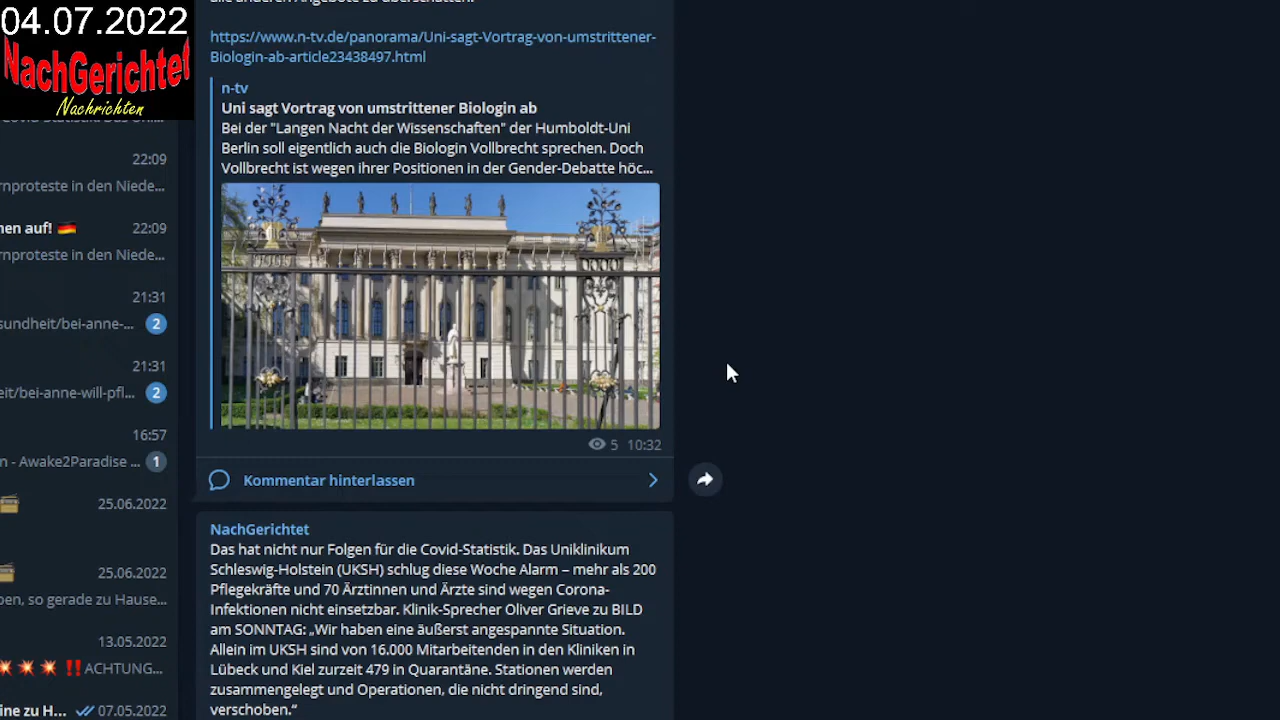 04.07.2022
NachGerichtet
Nachrichten
22:09
rnproteste in den Niede...
nen auf! 🇩🇪
22:09
rnproteste in den Niede...
21:31
sundheit/bei-anne-...
2
21:31
eit/bei-anne-will-pfl...
2
16:57
n - Awake2Paradise ...
1
25.06.2022
25.06.2022
ben, so gerade zu Hause...
13.05.2022
💥 💥 💥 ‼️ACHTUNG...
ine zu H...
07.05.2022
https://www.n-tv.de/panorama/Uni-sagt-Vortrag-von-umstrittener-
Biologin-ab-article23438497.html
n-tv
Uni sagt Vortrag von umstrittener Biologin ab
Bei der "Langen Nacht der Wissenschaften" der Humboldt-Uni
Berlin soll eigentlich auch die Biologin Vollbrecht sprechen. Doch
Vollbrecht ist wegen ihrer Positionen in der Gender-Debatte höc...
5 10:32
Kommentar hinterlassen
NachGerichtet
Das hat nicht nur Folgen für die Covid-Statistik. Das Uniklinikum
Schleswig-Holstein (UKSH) schlug diese Woche Alarm – mehr als 200
Pflegekräfte und 70 Ärztinnen und Ärzte sind wegen Corona-
Infektionen nicht einsetzbar. Klinik-Sprecher Oliver Grieve zu BILD
am SONNTAG: „Wir haben eine äußerst angespannte Situation.
Allein im UKSH sind von 16.000 Mitarbeitenden in den Kliniken in
Lübeck und Kiel zurzeit 479 in Quarantäne. Stationen werden
zusammengelegt und Operationen, die nicht dringend sind,
verschoben.“